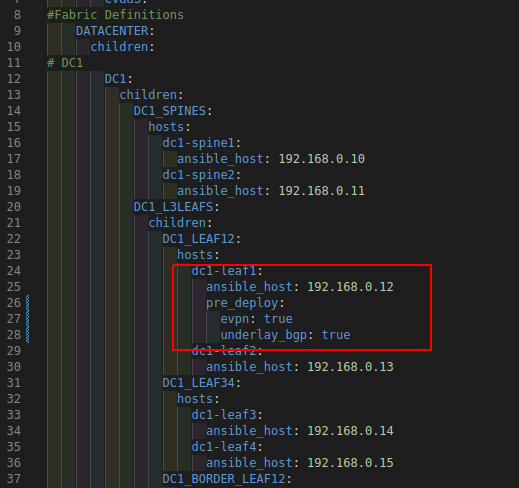 8 #Fabric Definitions
9 DATACENTER:
10 children:
11 # DC1
12 DC1:
13 children:
14 DC1_SPINES:
15 hosts:
16 dc1-spine1:
17 ansible_host: 192.168.0.10
18 dc1-spine2:
19 ansible_host: 192.168.0.11
20 DC1_L3LEAFS:
21 children:
22 DC1_LEAF12:
23 hosts:
24 dc1-leaf1:
25 ansible_host: 192.168.0.12
26 pre_deploy:
27 evpn: true
28 underlay_bgp: true
29 dc1-leaf2:
30 ansible_host: 192.168.0.13
31 DC1_LEAF34:
32 hosts:
33 dc1-leaf3:
34 ansible_host: 192.168.0.14
35 dc1-leaf4:
36 ansible_host: 192.168.0.15
37 DC1_BORDER_LEAF12: